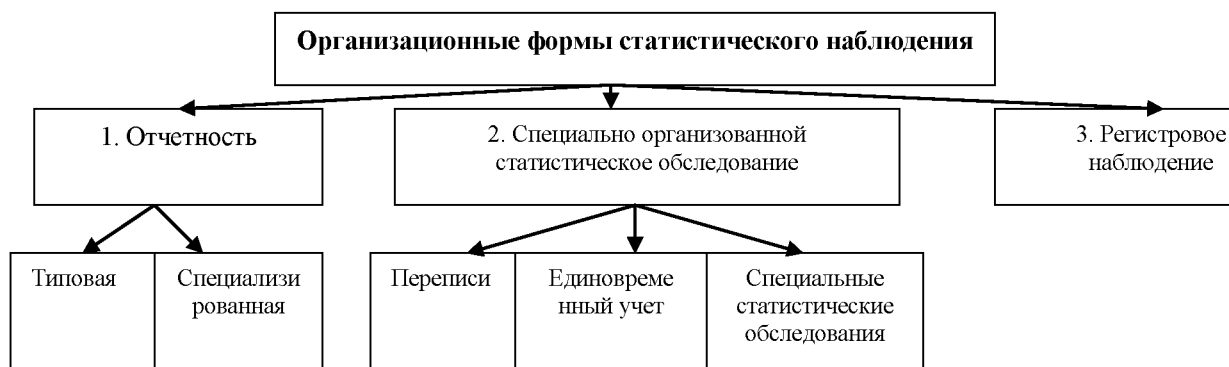 Организационные формы статистического наблюдения
1. Отчетность
2. Специально организованной
статистическое обследование
3. Регистровое
наблюдение
Типовая
Специализи
рованная
Переписи
Единовреме
нный учет
Специальные
статистические
обследования